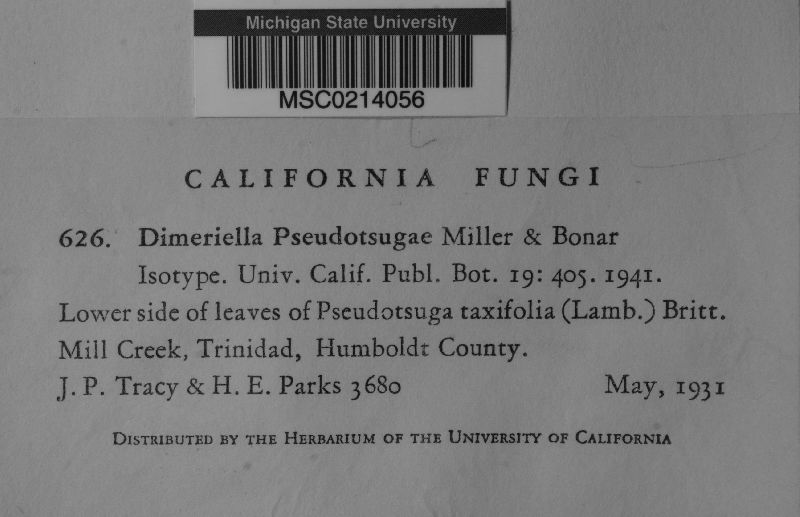 Michigan State University
MSC0214056
CALIFORNIA FUNGI
626. Dimeriella Pseudotsugae Miller & Bonar
Isotype. Univ. Calif. Publ. Bot. 19: 405. 1941.
Lower side of leaves of Pseudotsuga taxifolia (Lamb.) Britt.
Mill Creek, Trinidad, Humboldt County.
J. P. Tracy & H. E. Parks 3680 May, 1931
DISTRIBUTED BY THE HERBARIUM OF THE UNIVERSITY OF CALIFORNIA